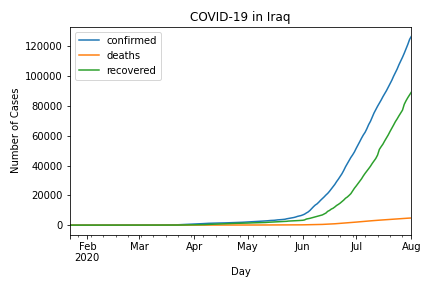 COVID-19 in Iraq
confirmed
deaths
recovered
120000
100000
80000
60000
40000
20000
0
Number of Cases
Feb Mar Apr May Jun Jul Aug
2020
Day